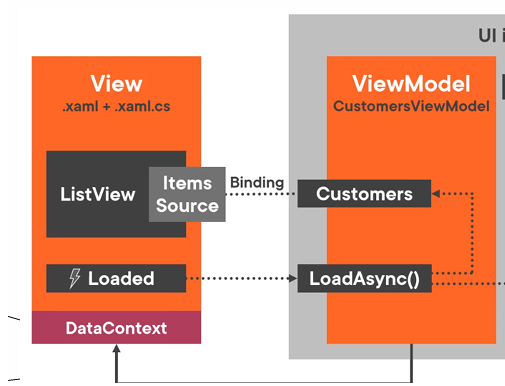 UI i
View
.xaml + .xaml.cs
ViewModel
CustomersViewModel
ListView
Items
Source
Binding
Customers
Loaded
LoadAsync()
DataContext